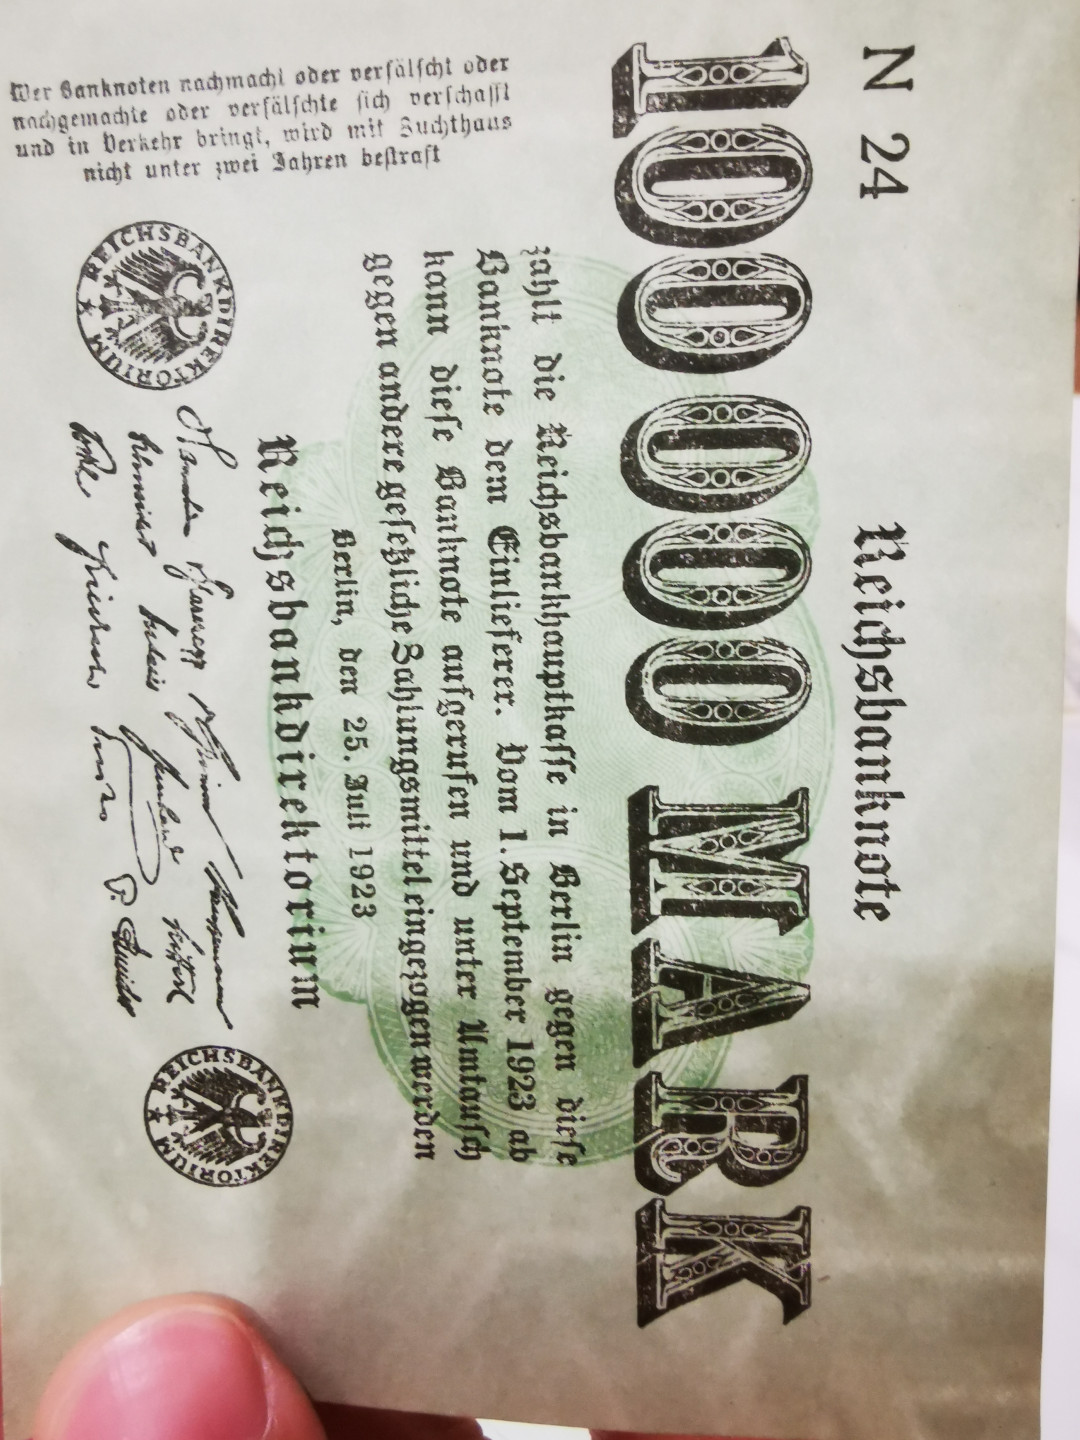 N 24 Reichsbanknote
100000 MARK
zahlt die Reichsbankhauptkasse in Berlin gegen diese
Banknote dem Einlieferer. Vom 1. September 1923 ab
kann diese Banknote aufgerufen und unter Umtausch
gegen andere gesetzliche Zahlungsmittel eingezogen werden
Berlin, den 25. Juli 1923
Reichsbankdirektorium
REICHSBANKDIREKTORIUM
REICHSBANKDIREKTORIUM
Wer Banknoten nachmacht oder verfälscht oder
nachgemachte oder verfälschte sich verschafft
und in Verkehr bringt, wird mit Zuchthaus
nicht unter zwei Jahren bestraft